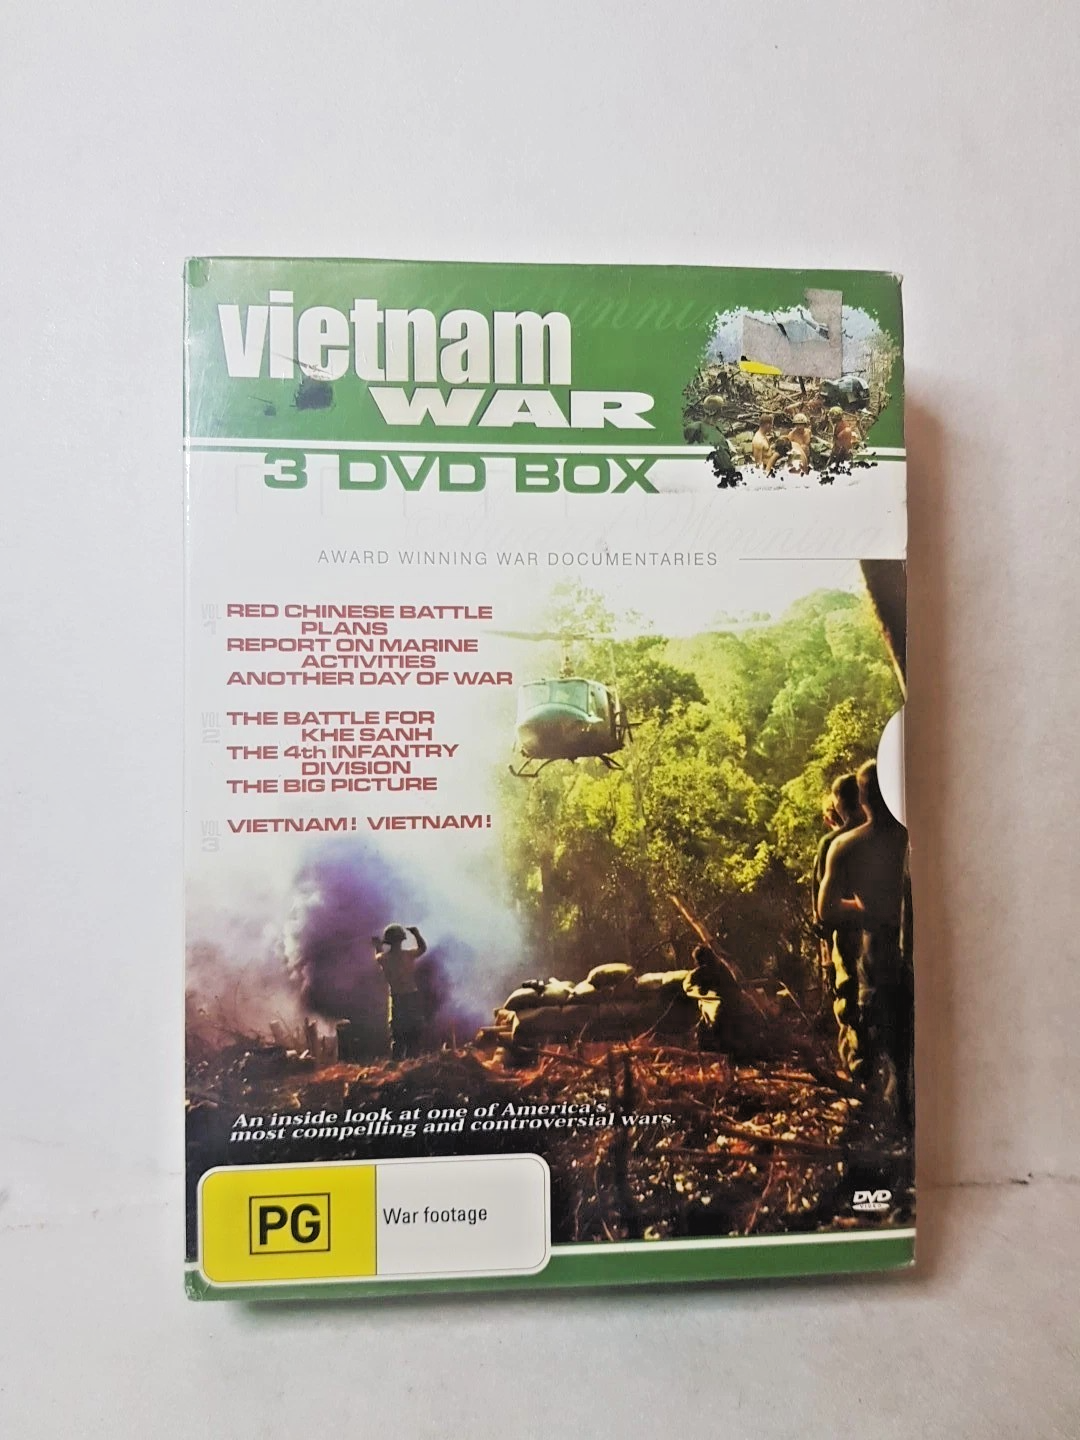 Vietnam
WAR
3 DVD BOX
AWARD WINNING WAR DOCUMENTARIES
VOL 1
RED CHINESE BATTLE
PLANS
REPORT ON MARINE
ACTIVITIES
ANOTHER DAY OF WAR
VOL 2
THE BATTLE FOR
KHE SANH
THE 4th INFANTRY
DIVISION
THE BIG PICTURE
VOL 3
VIETNAM! VIETNAM!
An inside look at one of America's
most compelling and controversial wars.
PG
War footage
DVD
VIDEO